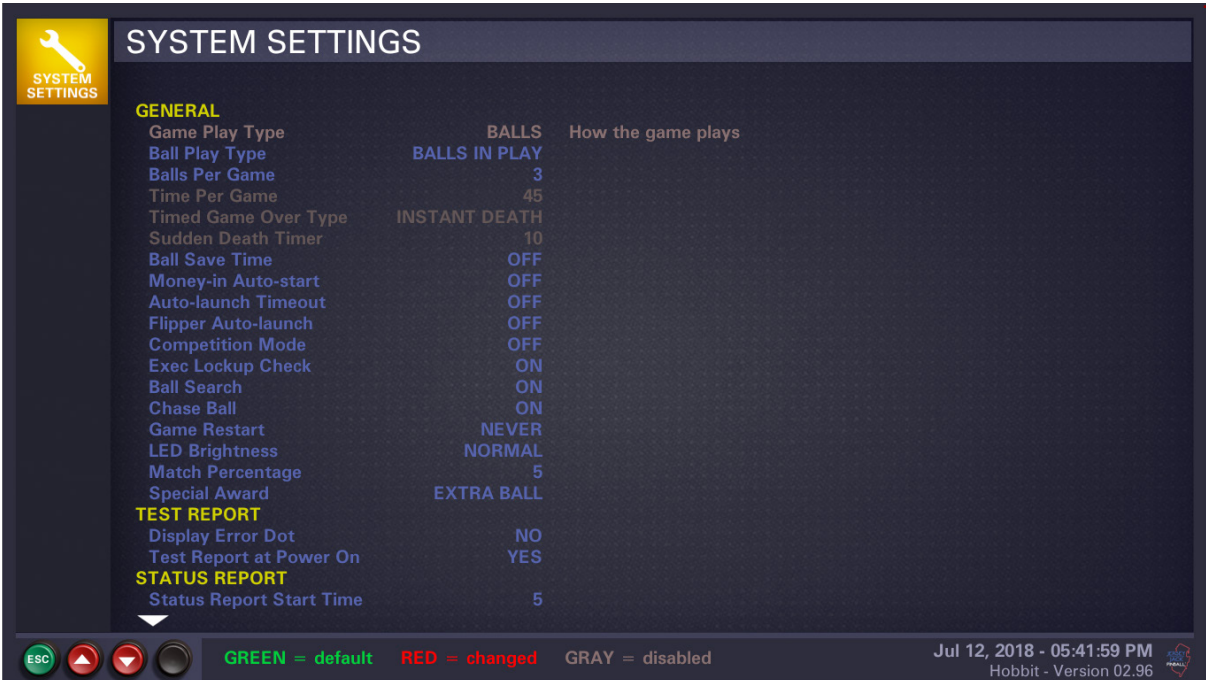 SYSTEM SETTINGS
SYSTEM
SETTINGS
GENERAL
Game Play Type BALLS How the game plays
Ball Play Type BALLS IN PLAY
Balls Per Game 3
Time Per Game 45
Timed Game Over Type INSTANT DEATH
Sudden Death Timer 10
Ball Save Time OFF
Money-in Auto-start OFF
Auto-launch Timeout OFF
Flipper Auto-launch OFF
Competition Mode OFF
Exec Lockup Check ON
Ball Search ON
Chase Ball ON
Game Restart NEVER
LED Brightness NORMAL
Match Percentage 5
Special Award EXTRA BALL
TEST REPORT
Display Error Dot NO
Test Report at Power On YES
STATUS REPORT
Status Report Start Time 5
ESC GREEN = default RED = changed GRAY = disabled
Jul 12, 2018 - 05:41:59 PM
Hobbit - Version 02.96